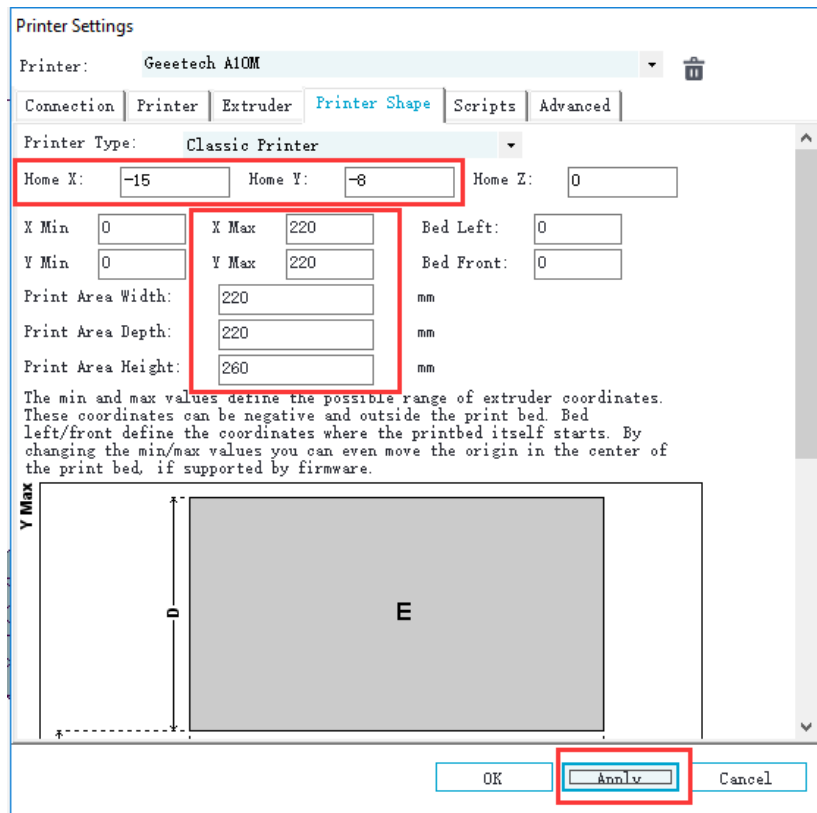 Printer Settings
Printer: Geeetech A10M
Connection Printer Extruder Printer Shape Scripts Advanced
Printer Type: Classic Printer
Home X: -15 Home Y: -8 Home Z: 0
X Min 0 X Max 220 Bed Left: 0
Y Min 0 Y Max 220 Bed Front: 0
Print Area Width: 220 mm
Print Area Depth: 220 mm
Print Area Height: 260 mm
The min and max values define the possible range of extruder coordinates.
These coordinates can be negative and outside the print bed. Bed
left/front define the coordinates where the printbed itself starts. By
changing the min/max values you can even move the origin in the center of
the print bed, if supported by firmware.
Y Max
D
E
OK Apply Cancel